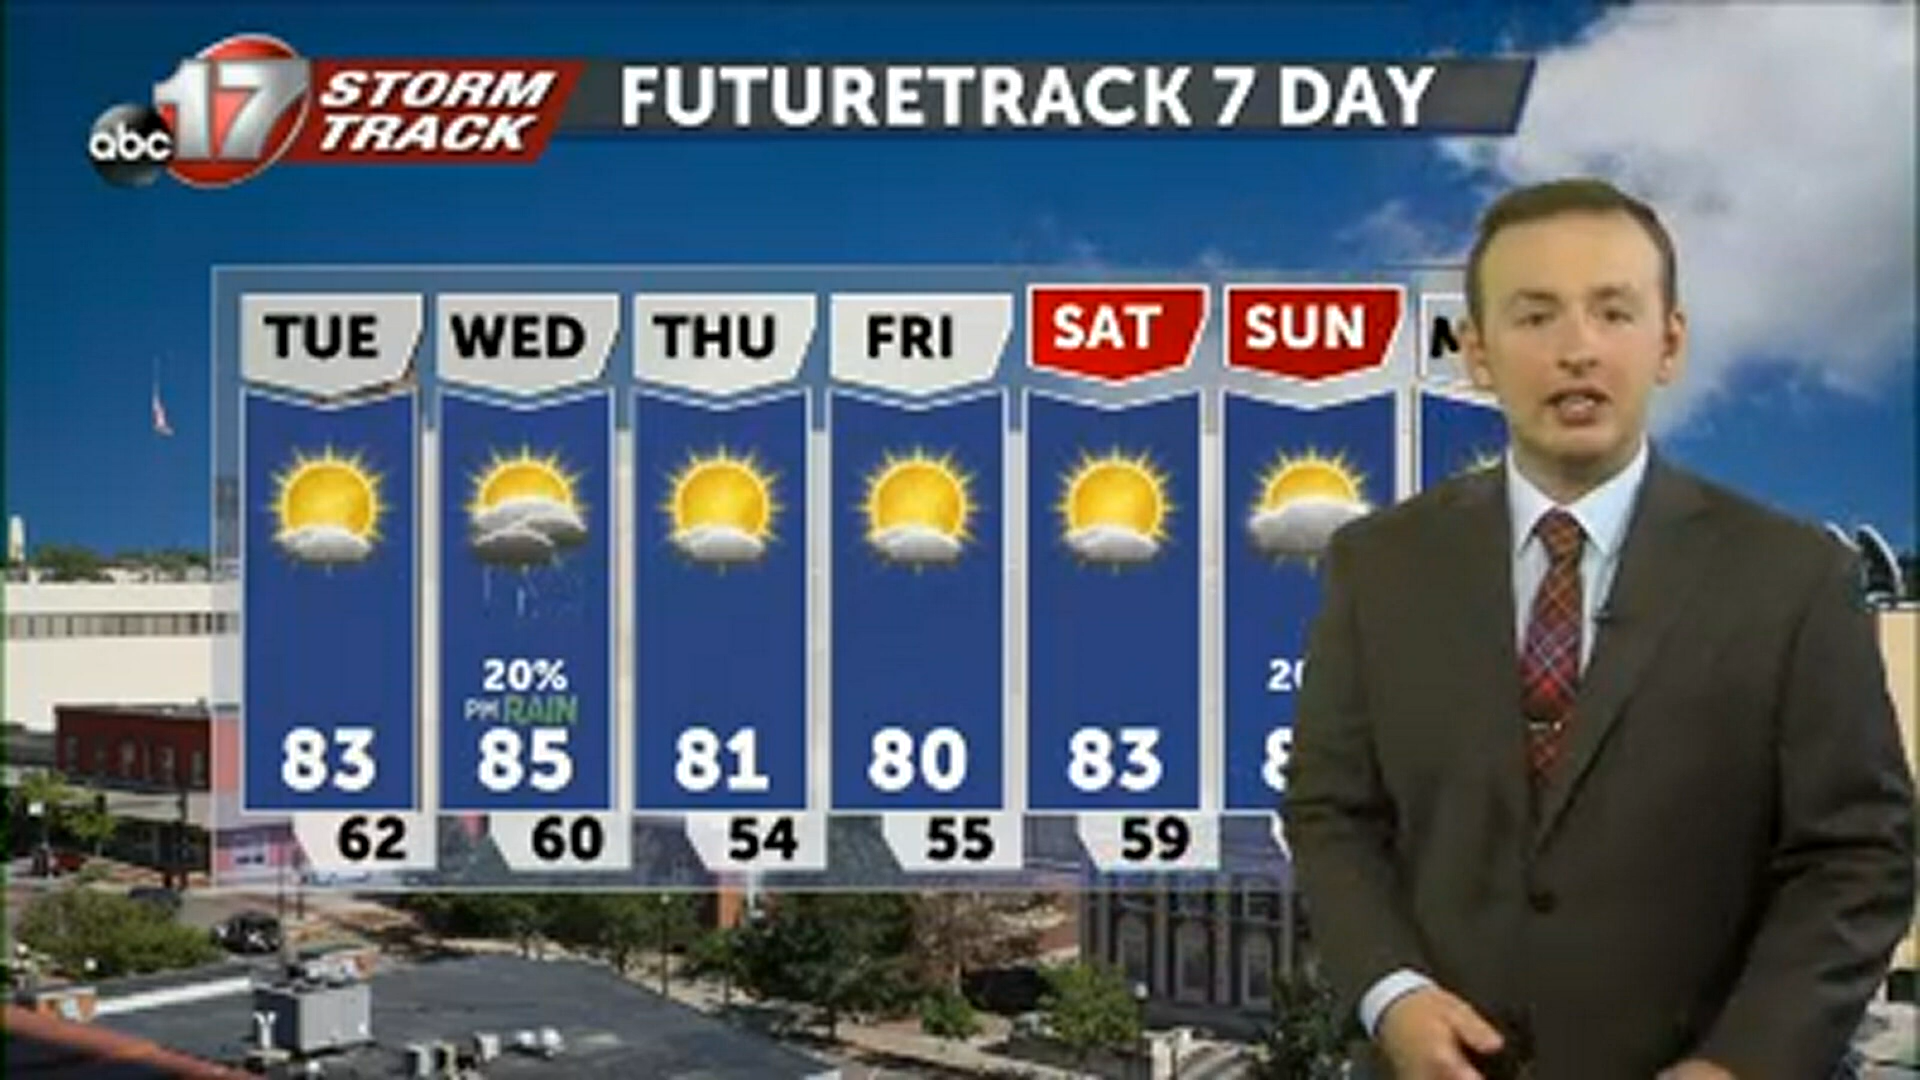 abc 17 STORM TRACK
FUTURETRACK 7 DAY
TUE WED THU FRI SAT SUN
20%
PM RAIN
83 85 81 80 83
62 60 54 55 59